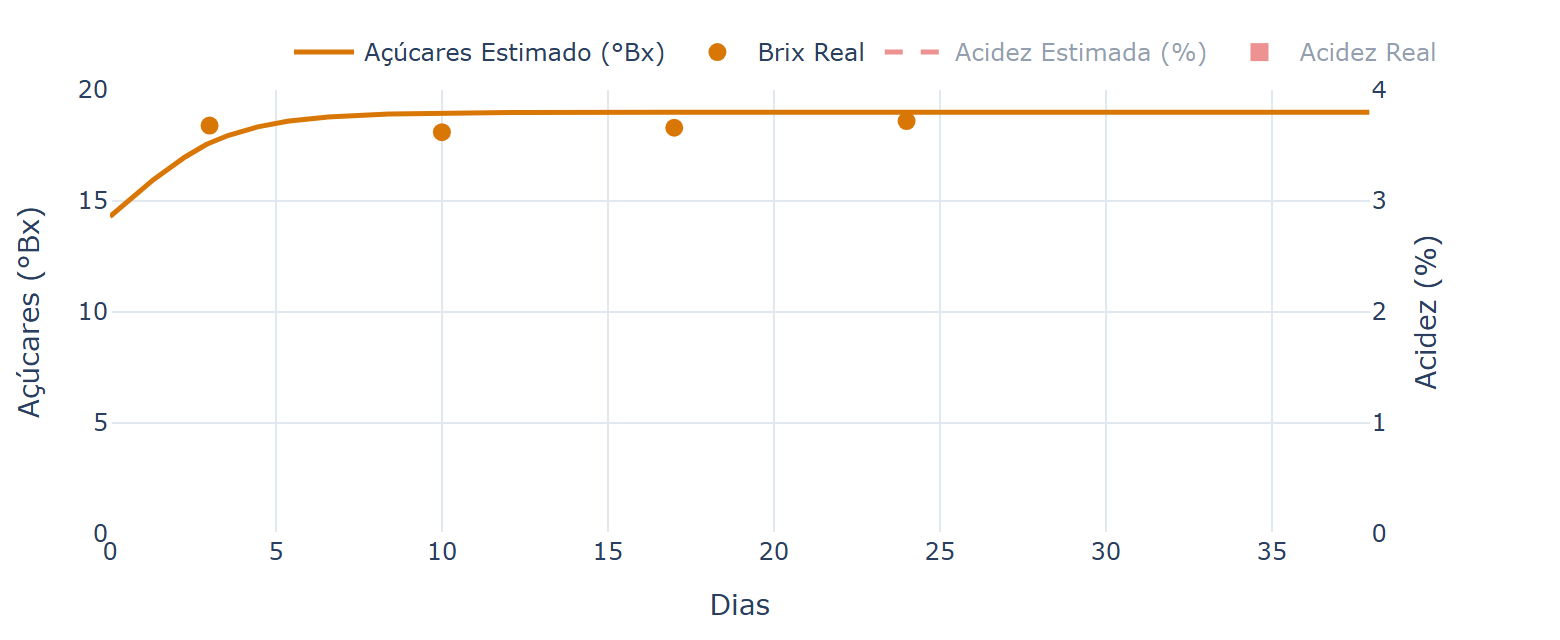 Açúcares Estimado (°Bx) Brix Real Acidez Estimada (%) Acidez Real
20 4
15 3
10 2
5 1
0 0
0 5 10 15 20 25 30 35
Açúcares (°Bx)
Acidez (%)
Dias